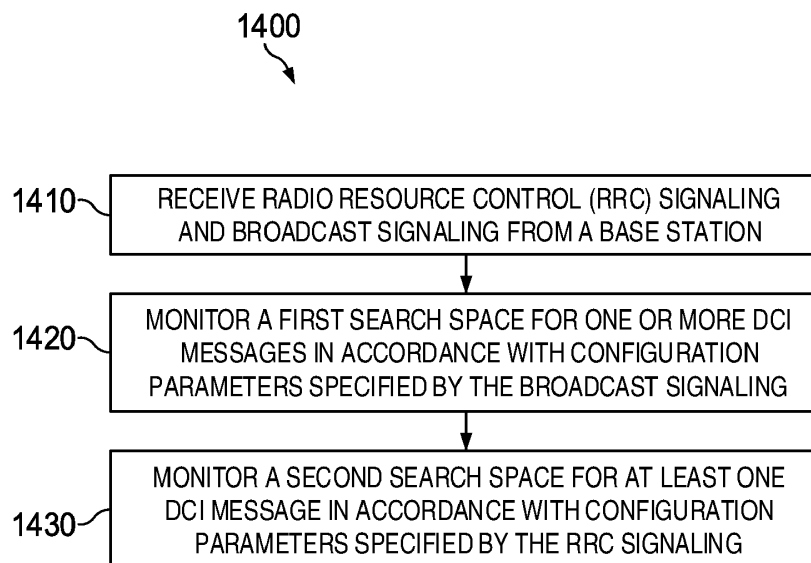 1400
1410
RECEIVE RADIO RESOURCE CONTROL (RRC) SIGNALING
AND BROADCAST SIGNALING FROM A BASE STATION
1420
MONITOR A FIRST SEARCH SPACE FOR ONE OR MORE DCI
MESSAGES IN ACCORDANCE WITH CONFIGURATION
PARAMETERS SPECIFIED BY THE BROADCAST SIGNALING
1430
MONITOR A SECOND SEARCH SPACE FOR AT LEAST ONE
DCI MESSAGE IN ACCORDANCE WITH CONFIGURATION
PARAMETERS SPECIFIED BY THE RRC SIGNALING